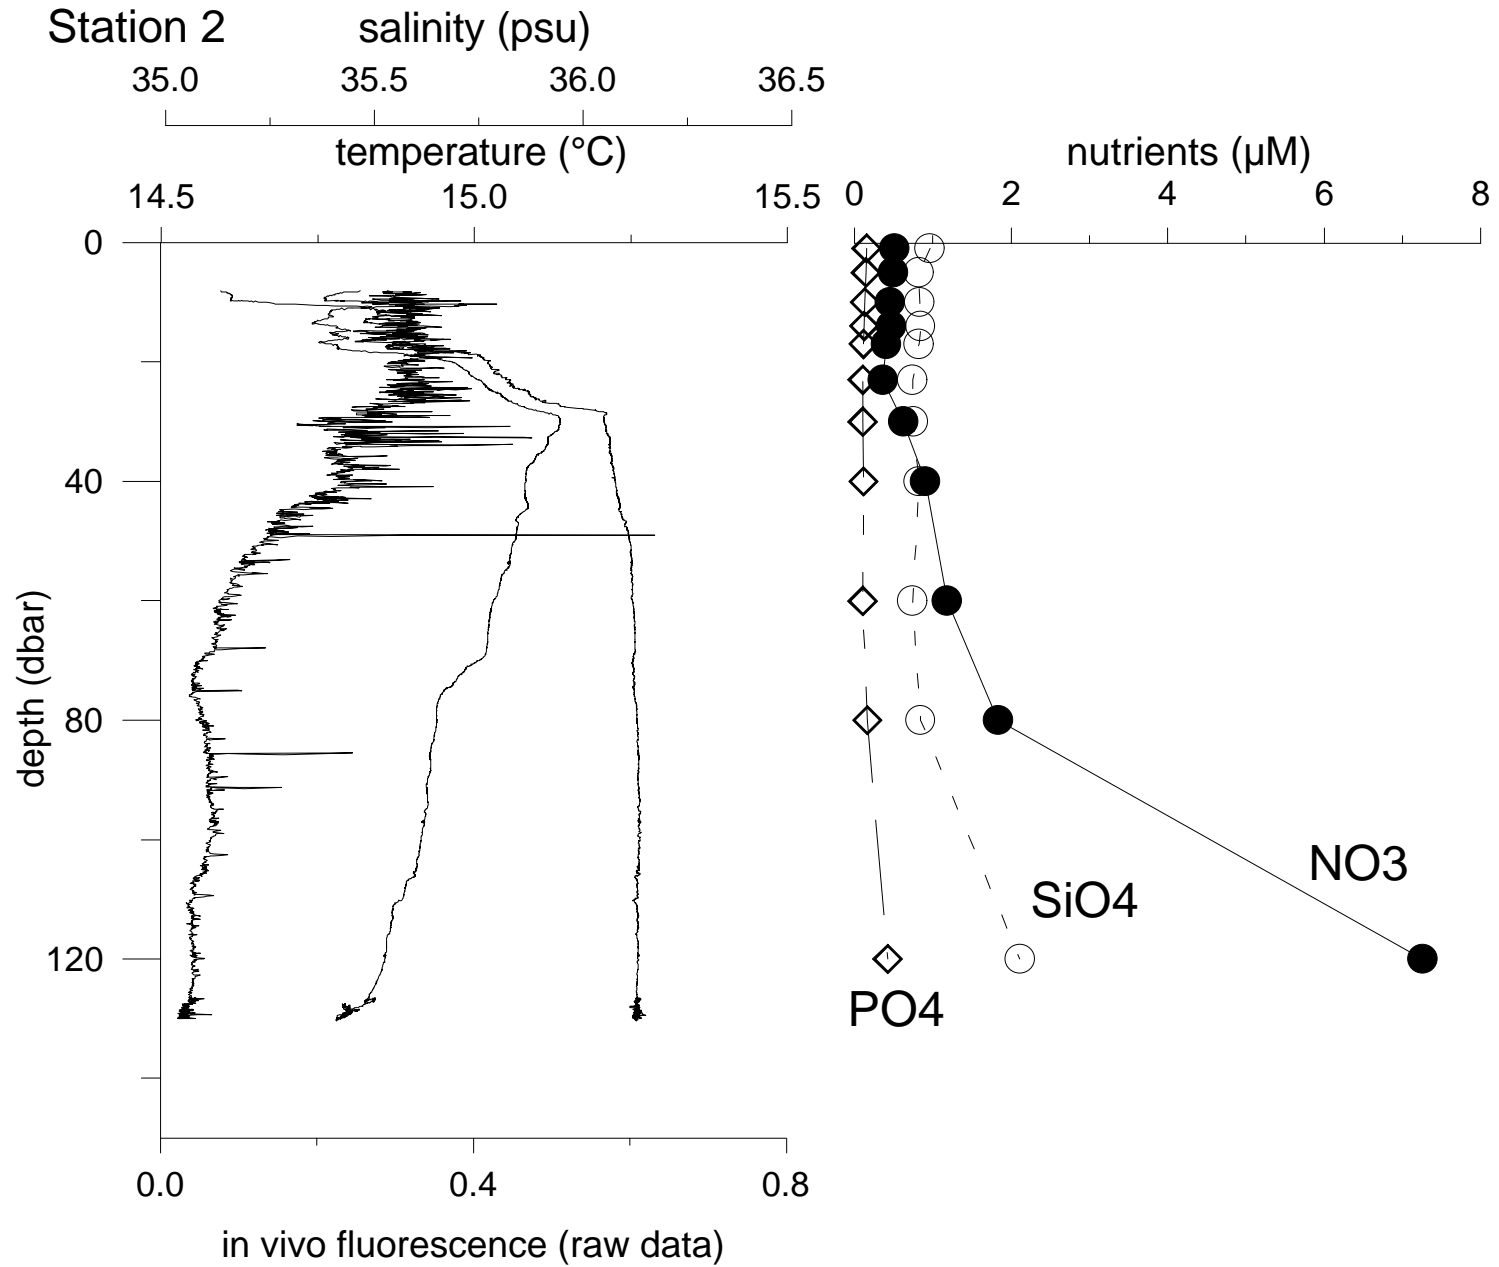 Station 2
salinity (psu)
35.0 35.5 36.0 36.5
temperature (°C)
14.5 15.0 15.5
nutrients (µM)
0 2 4 6 8
0
40
80
120
depth (dbar)
NO3
SiO4
PO4
0.0 0.4 0.8
in vivo fluorescence (raw data)